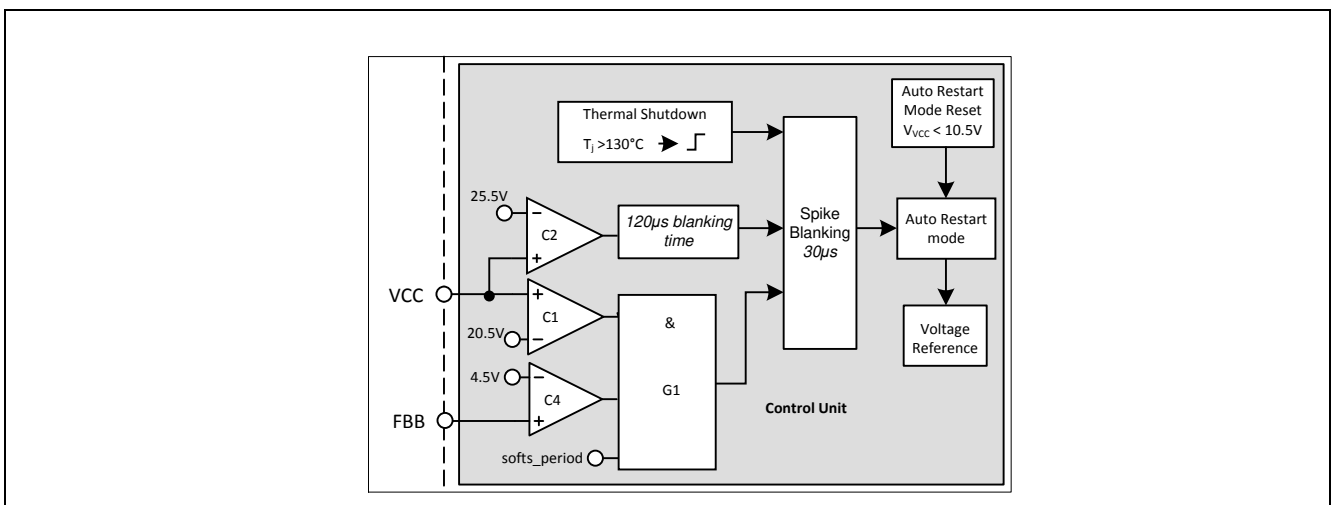 Thermal Shutdown
Tj >130°C
Auto Restart
Mode Reset
VVCC < 10.5V
25.5V
−
C2
+
120µs blanking
time
Spike
Blanking
30µs
Auto Restart
mode
VCC
+
C1
20.5V
−
&
Voltage
Reference
4.5V
−
C4
+
G1
FBB
Control Unit
softs_period